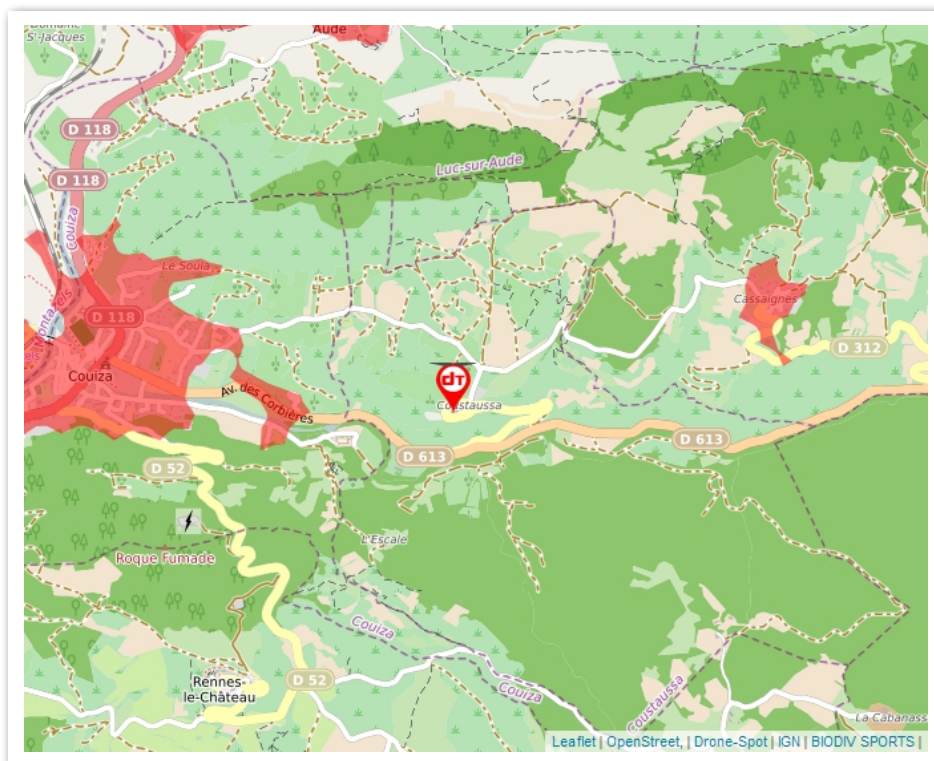 Domaine
S'-Jacques
Aude
D 118
D 118
Luc-sur-Aude
Couiza
Le Soula
Cassaignes
D 118
Montazels
D 312
Couiza
dT
Av. des Corbières
Coustaussa
D 613
D 613
D 52
L'Escale
Roque Fumade
Couiza
Rennes-
le-Château
D 52
Couiza
Coustaussa
La Cabanass
Leaflet | OpenStreet, | Drone-Spot | IGN | BIODIV SPORTS |